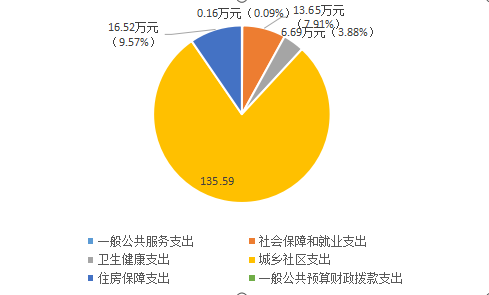 0.16万元（0.09%）
13.65万元
（7.91%）
16.52万元
（9.57%）
6.69万元（3.88%）
135.59
一般公共服务支出
社会保障和就业支出
卫生健康支出
城乡社区支出
住房保障支出
一般公共预算财政拨款支出